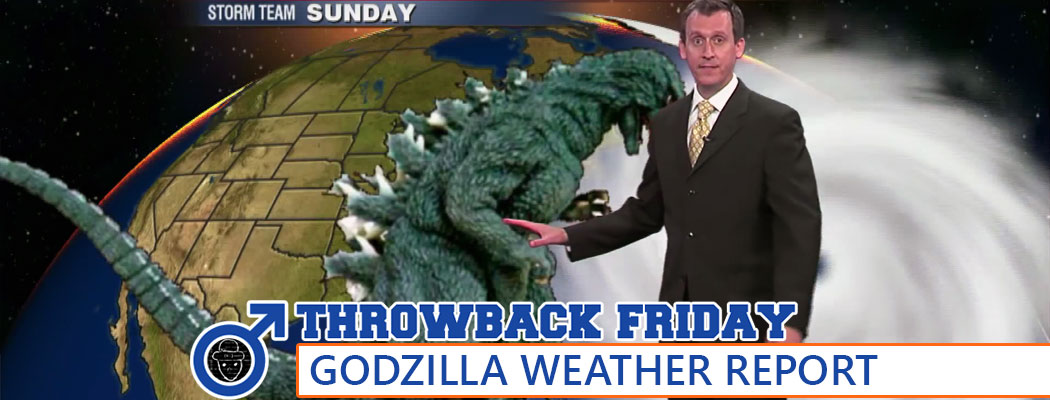 STORM TEAM SUNDAY
THROWBACK FRIDAY
GODZILLA WEATHER REPORT